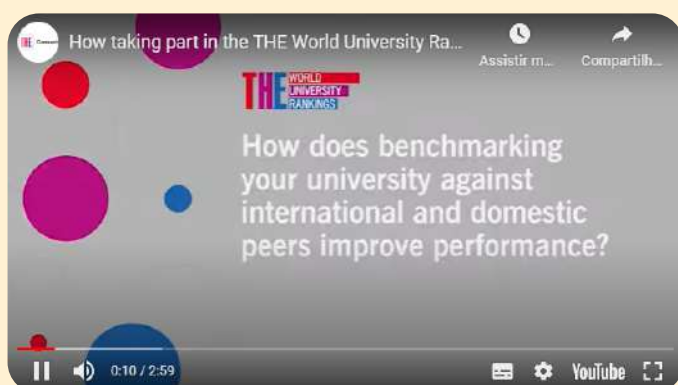 How taking part in the THE World University Ra...
Assistir m...
Compartilh...
THE WORLD
UNIVERSITY
RANKINGS
How does benchmarking
your university against
international and domestic
peers improve performance?
0:10 / 2:59
YouTube